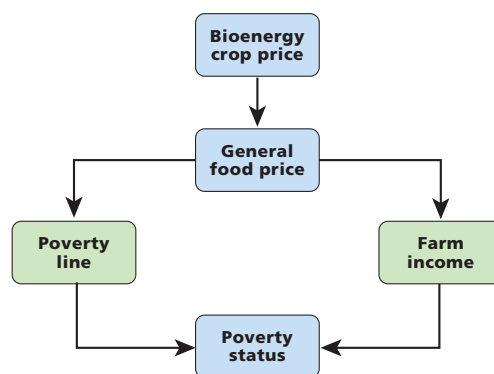 Bioenergy
crop price
General
food price
Poverty
line
Farm
income
Poverty
status